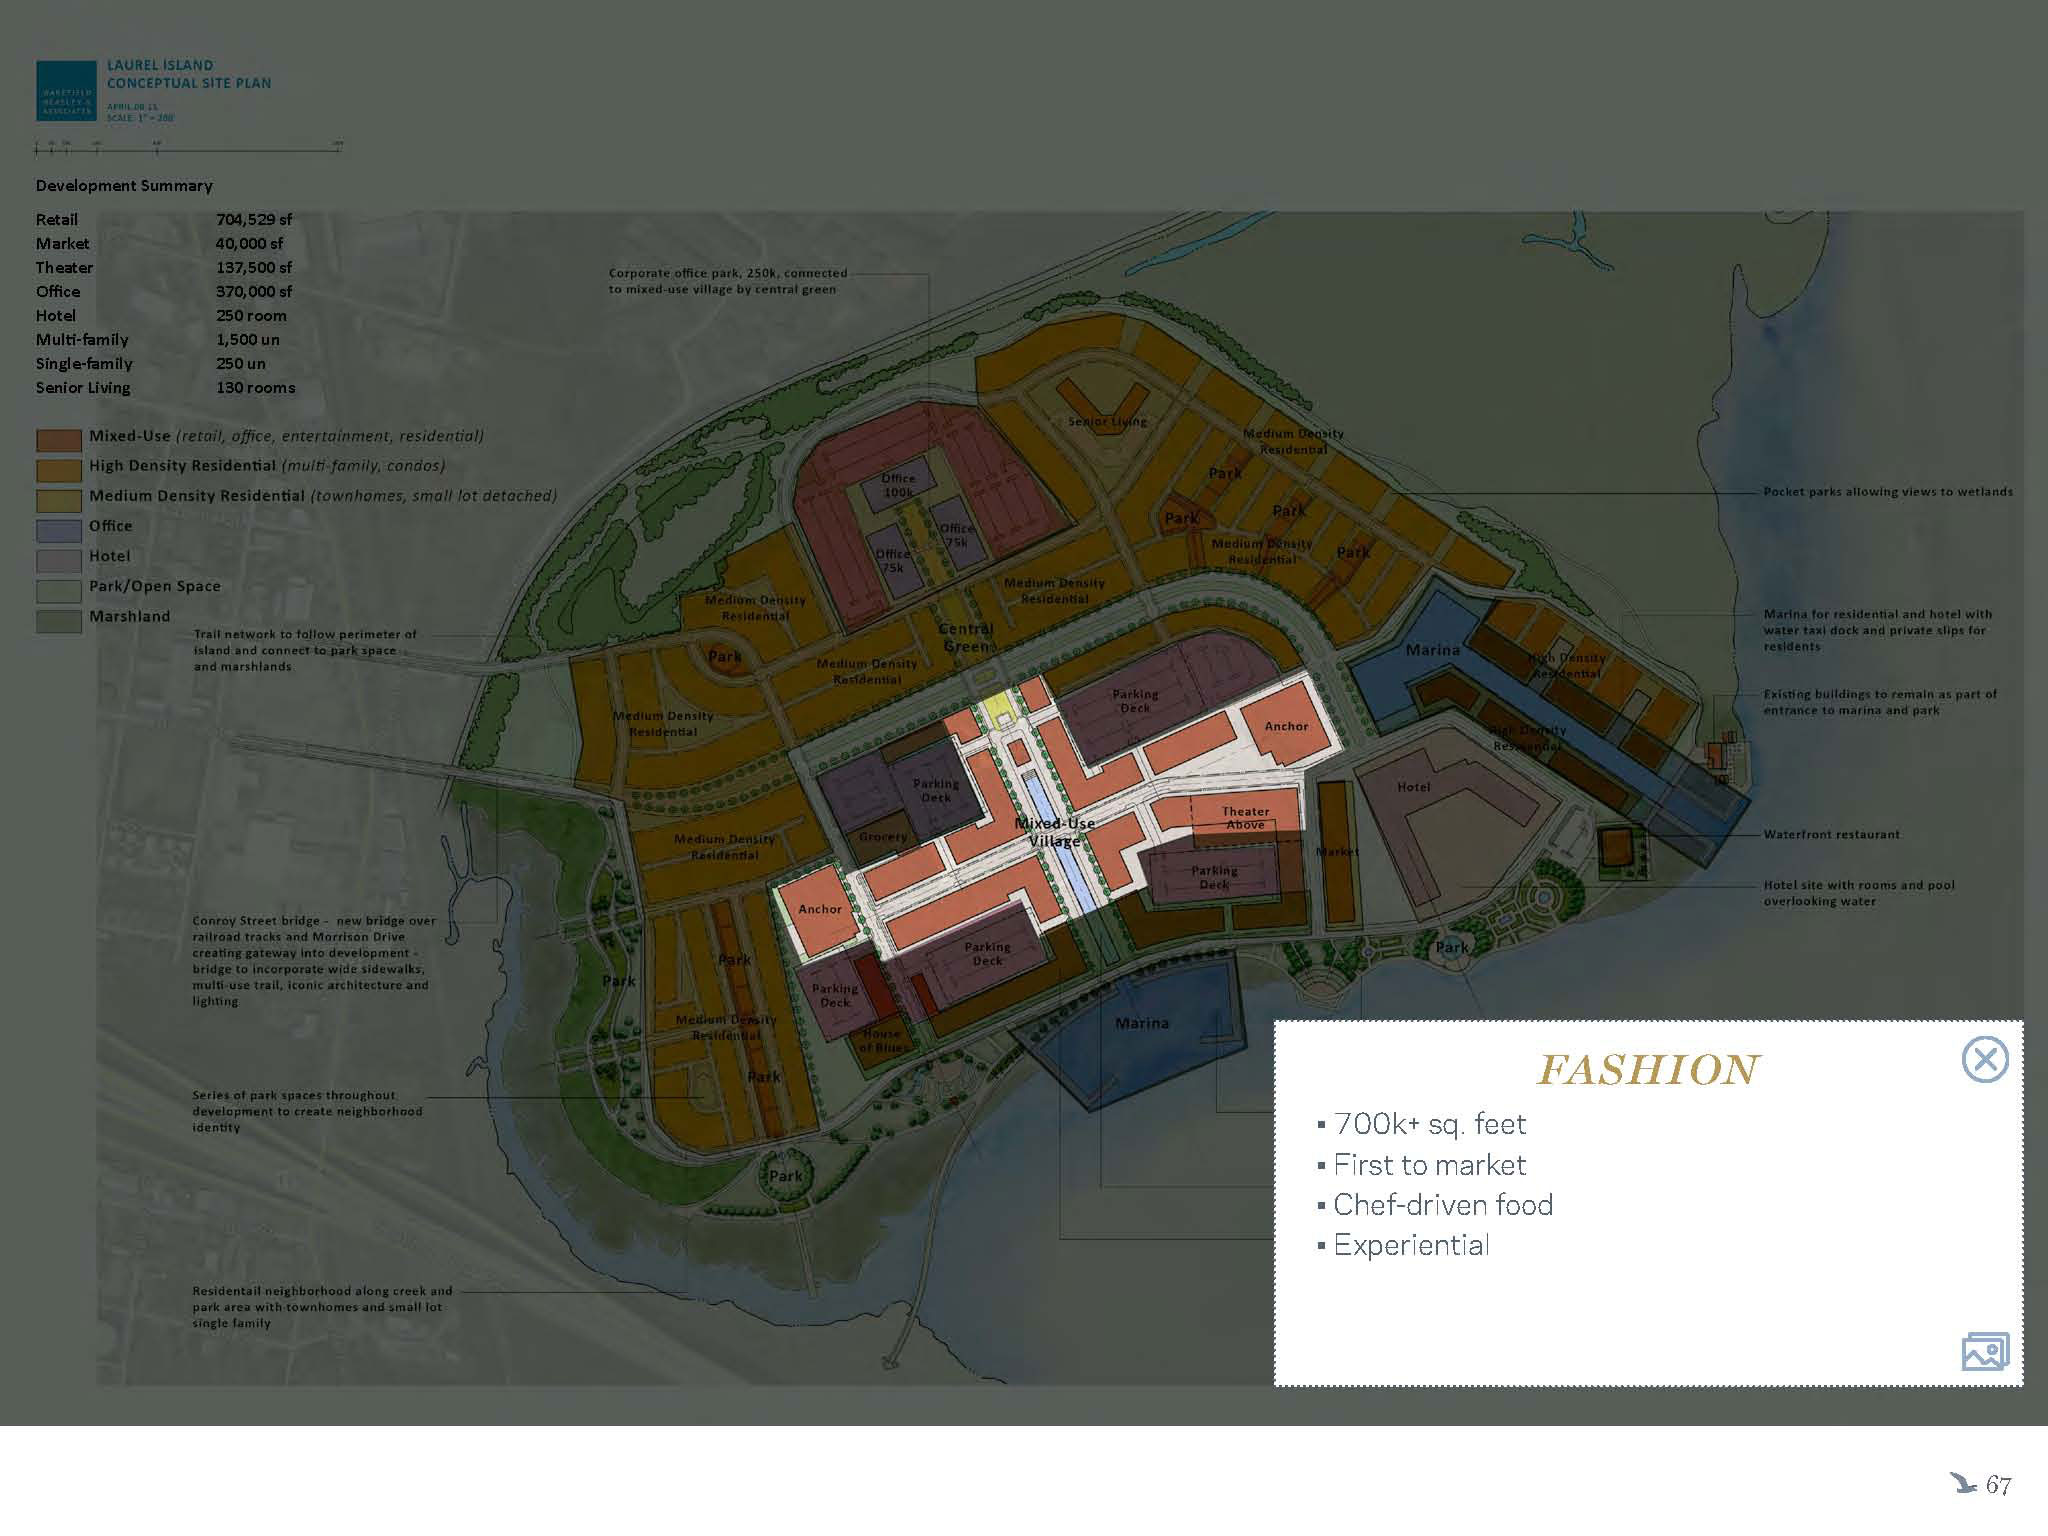 WAKEFIELD
BEASLEY &
ASSOCIATES
LAUREL ISLAND
CONCEPTUAL SITE PLAN
APRIL.08.13
SCALE: 1" = 200'
Development Summary
Retail 704,529 sf
Market 40,000 sf
Theater 137,500 sf
Office 370,000 sf
Hotel 250 room
Multi-family 1,500 un
Single-family 250 un
Senior Living 130 rooms
Mixed-Use (retail, office, entertainment, residential)
High Density Residential (multi-family, condos)
Medium Density Residential (townhomes, small lot detached)
Office
Hotel
Park/Open Space
Marshland
Trail network to follow perimeter of
island and connect to park space
and marshlands
Conroy Street bridge - new bridge over
railroad tracks and Morrison Drive
creating gateway into development -
bridge to incorporate wide sidewalks,
multi-use trail, iconic architecture and
lighting
Series of park spaces throughout
development to create neighborhood
identity
Residentail neighborhood along creek and
park area with townhomes and small lot
single family
Corporate office park, 250k, connected
to mixed-use village by central green
Senior Living
Medium Density
Residential
Park
Park
Park
Park
Medium Density
Residential
Office
100k
Office
75k
Office
75k
Medium Density
Residential
Medium Density
Residential
Central
Green
Park
Medium Density
Residential
Medium Density
Residential
Marina
High Density
Residential
High Density
Residential
Parking
Deck
Anchor
Parking
Deck
Hotel
Theater
Above
Mixed-Use
Village
Grocery
Medium Density
Residential
Market
Parking
Deck
Anchor
Parking
Deck
Park
Park
Park
Parking
Deck
Medium Density
Residential
House
of Blues
Marina
Park
Park
Pocket parks allowing views to wetlands
Marina for residential and hotel with
water taxi dock and private slips for
residents
Existing buildings to remain as part of
entrance to marina and park
Waterfront restaurant
Hotel site with rooms and pool
overlooking water
FASHION
▪ 700k+ sq. feet
▪ First to market
▪ Chef-driven food
▪ Experiential
67